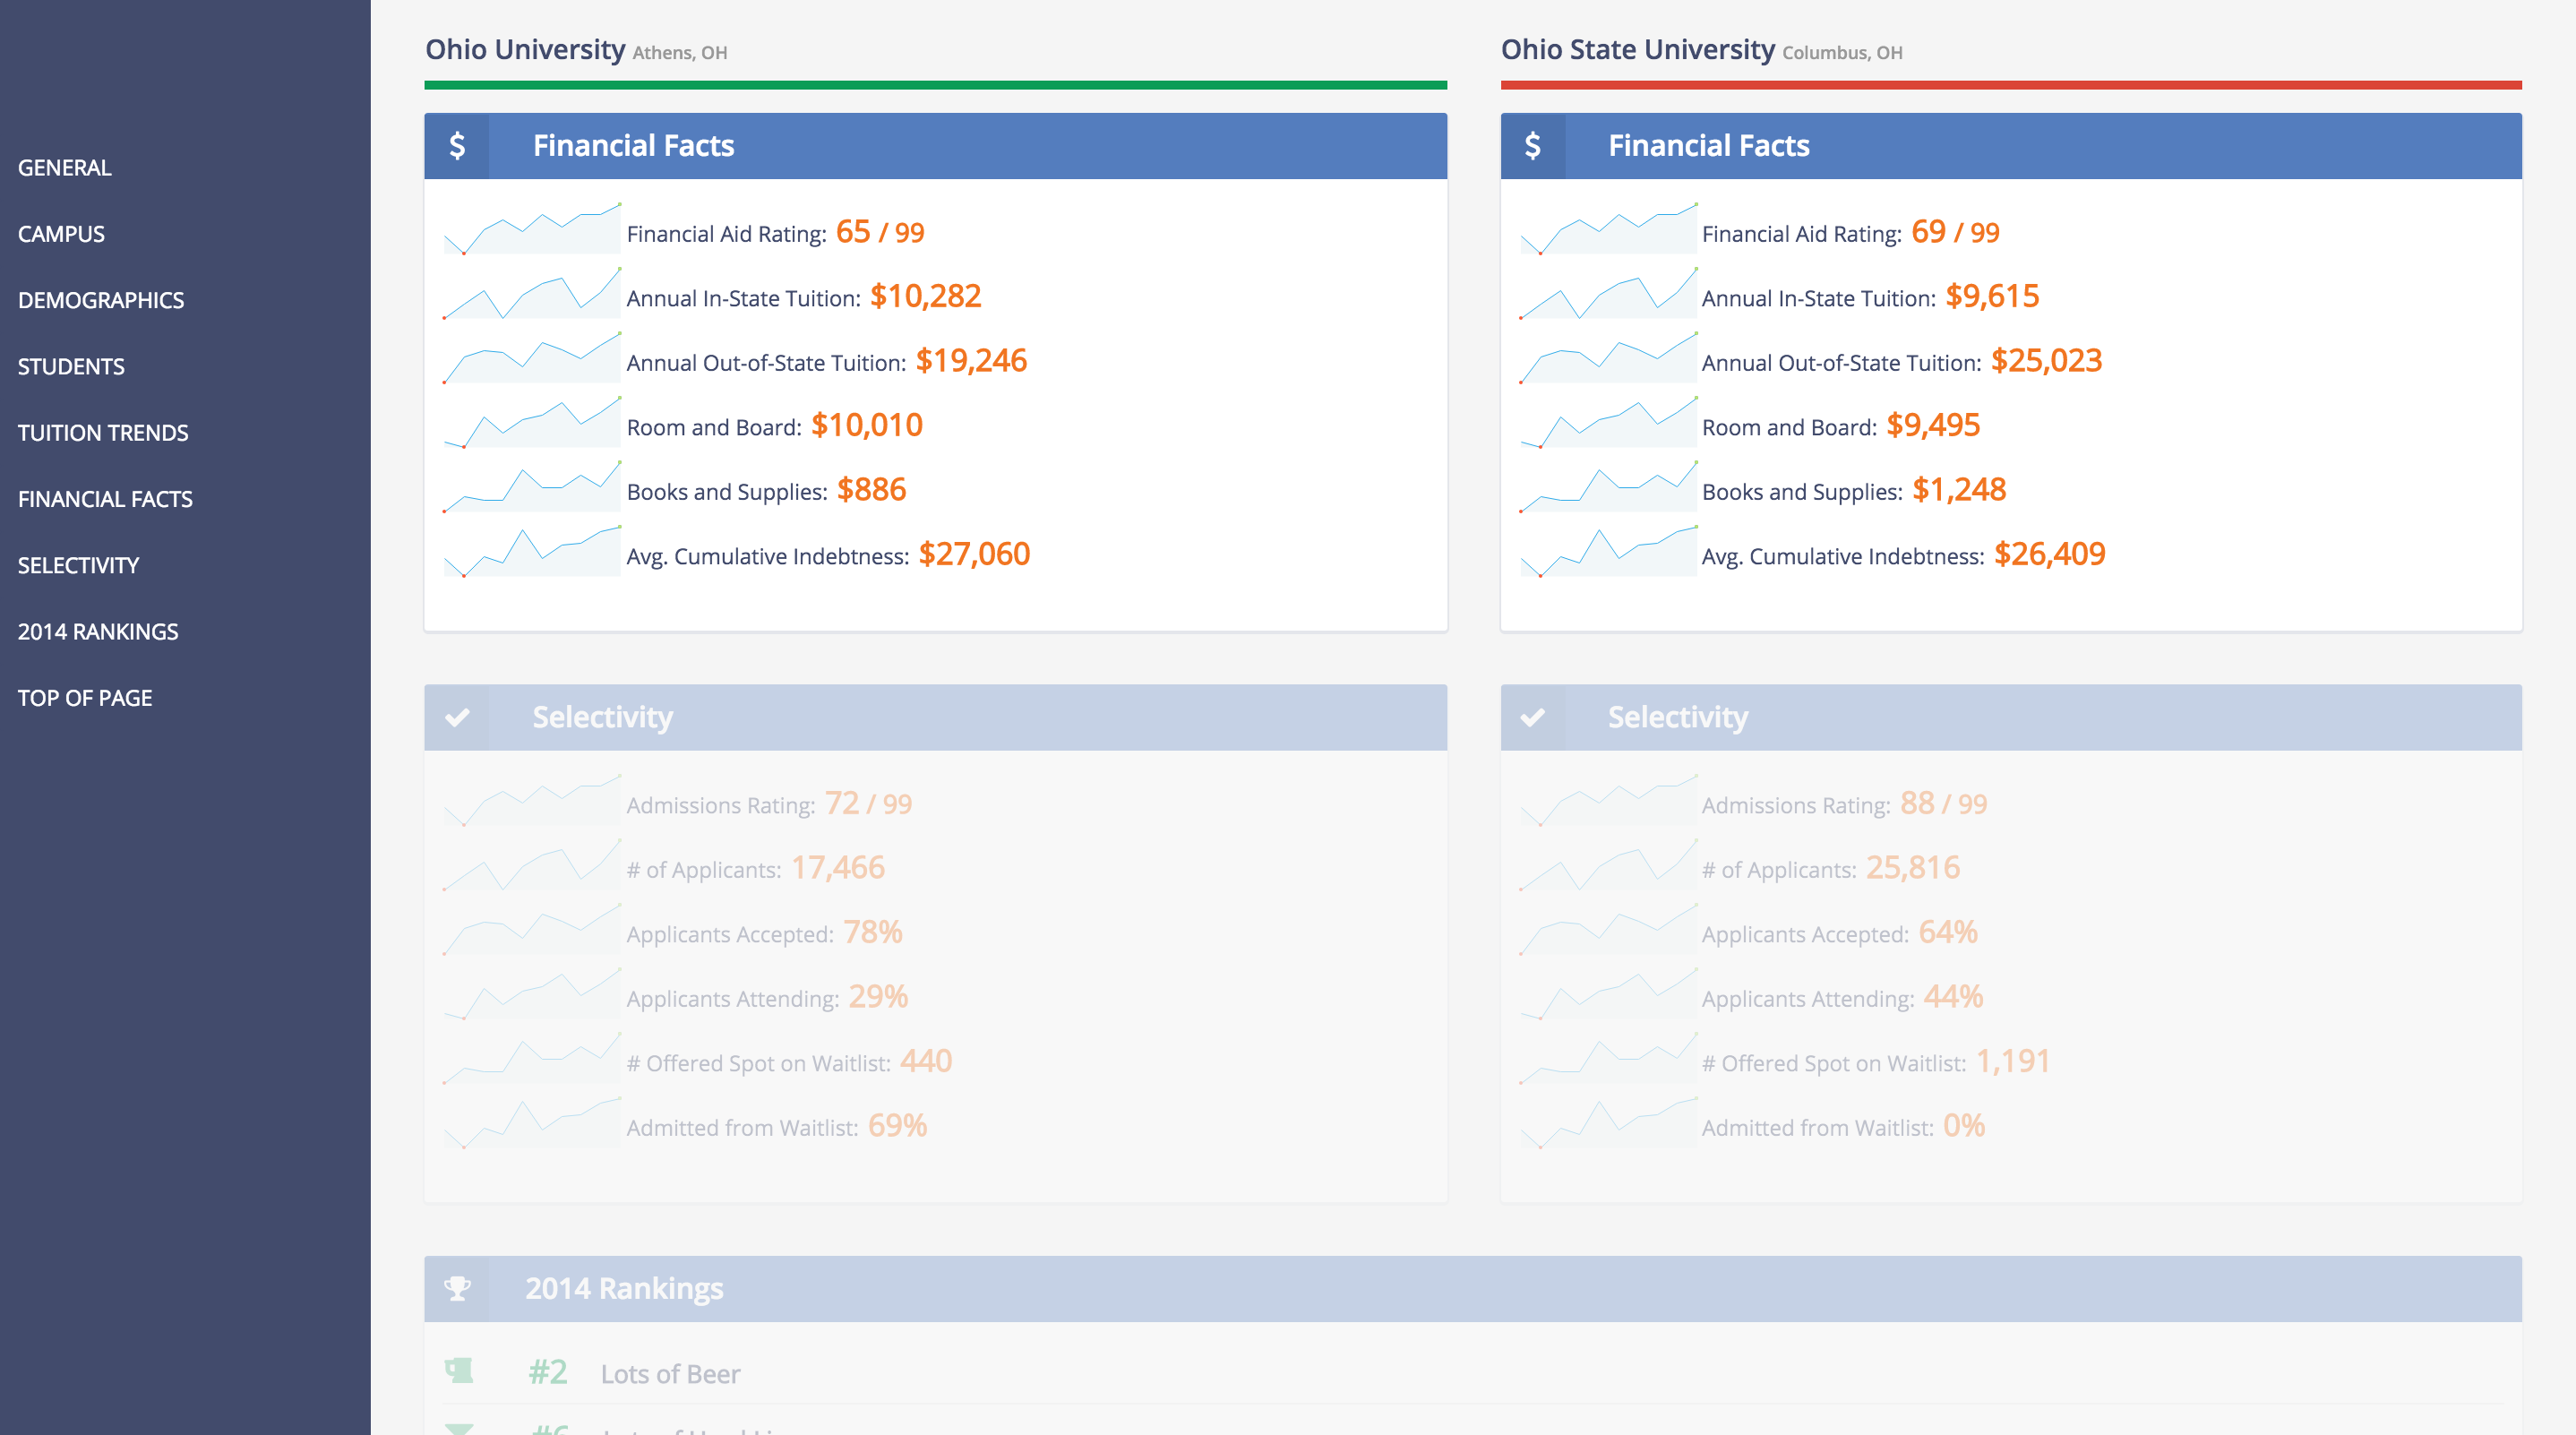 GENERAL
CAMPUS
DEMOGRAPHICS
STUDENTS
TUITION TRENDS
FINANCIAL FACTS
SELECTIVITY
2014 RANKINGS
TOP OF PAGE
Ohio University Athens, OH
$ Financial Facts
Financial Aid Rating: 65 / 99
Annual In-State Tuition: $10,282
Annual Out-of-State Tuition: $19,246
Room and Board: $10,010
Books and Supplies: $886
Avg. Cumulative Indebtness: $27,060
Selectivity
Admissions Rating: 72 / 99
# of Applicants: 17,466
Applicants Accepted: 78%
Applicants Attending: 29%
# Offered Spot on Waitlist: 440
Admitted from Waitlist: 69%
Ohio State University Columbus, OH
$ Financial Facts
Financial Aid Rating: 69 / 99
Annual In-State Tuition: $9,615
Annual Out-of-State Tuition: $25,023
Room and Board: $9,495
Books and Supplies: $1,248
Avg. Cumulative Indebtness: $26,409
Selectivity
Admissions Rating: 88 / 99
# of Applicants: 25,816
Applicants Accepted: 64%
Applicants Attending: 44%
# Offered Spot on Waitlist: 1,191
Admitted from Waitlist: 0%
2014 Rankings
#2 Lots of Beer